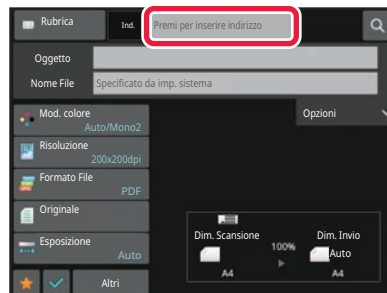 Rubrica
Ind.
Premi per inserire indirizzo
Oggetto
Nome File
Specificato da imp. sistema
Mod. colore
Auto/Mono2
Opzioni
Risoluzione
200x200dpi
Formato File
PDF
Originale
Dim. Scansione
100%
Dim. Invio
Auto
A4
A4
Esposizione
Auto
Altri